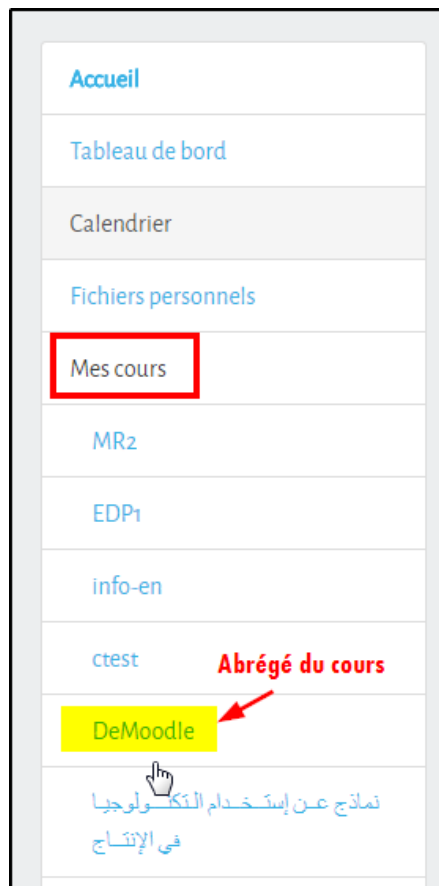 Accueil
Tableau de bord
Calendrier
Fichiers personnels
Mes cours
MR2
EDP1
info-en
ctest
Abrégé du cours
DeMoodle
نماذج عن إستخدام التكنولوجيا
في الإنتاج